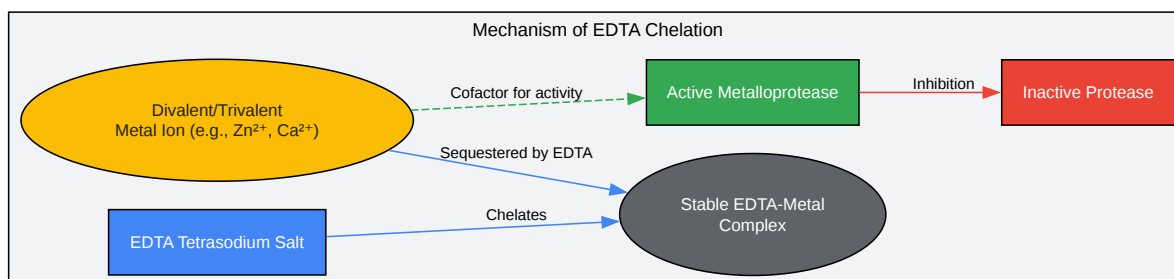 Mechanism of EDTA Chelation
Divalent/Trivalent
Metal Ion (e.g., Zn²⁺, Ca²⁺)
Cofactor for activity
Active Metalloprotease
Inhibition
Inactive Protease
Sequestered by EDTA
Stable EDTA-Metal
Complex
EDTA Tetrasodium Salt
Chelates